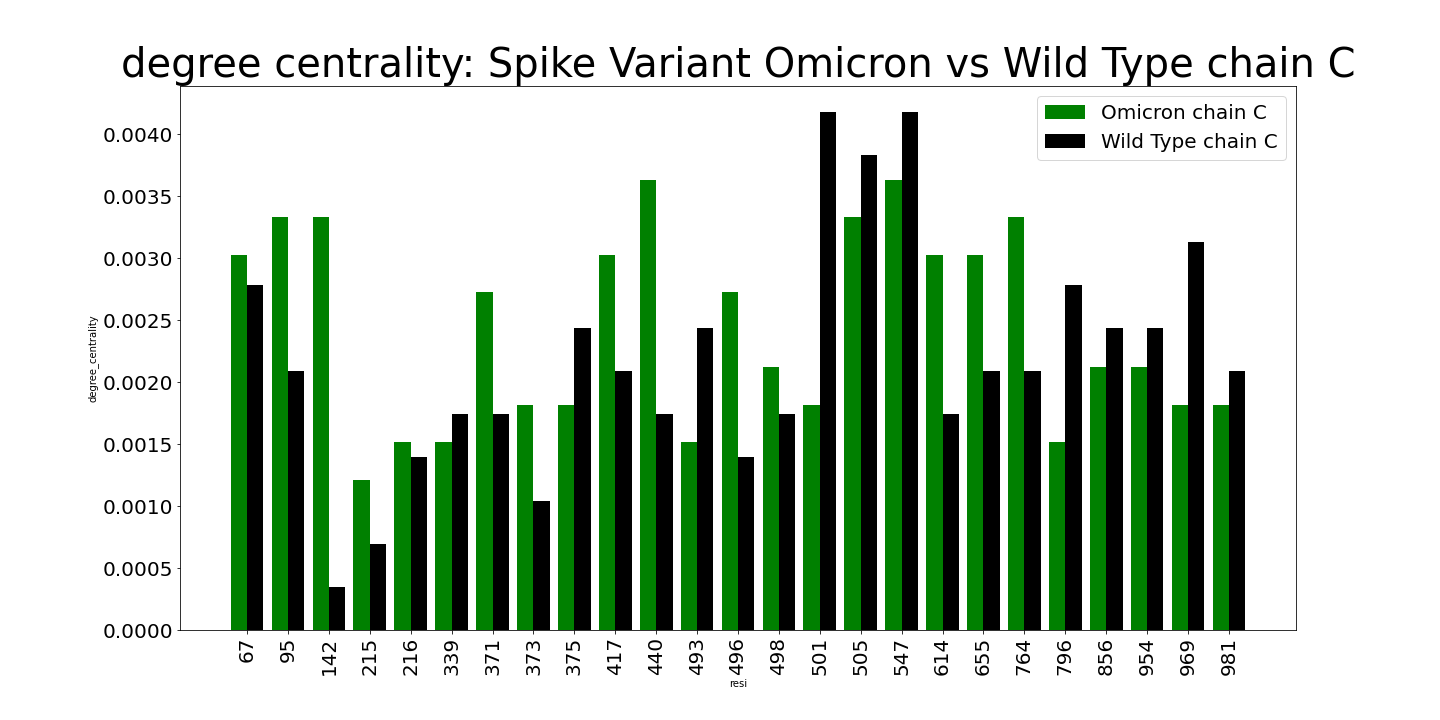 degree centrality: Spike Variant Omicron vs Wild Type chain C
Omicron chain C
Wild Type chain C
0.0040
0.0035
0.0030
0.0025
0.0020
0.0015
0.0010
0.0005
0.0000
degree_centrality
67 95 142 215 216 339 371 373 375 417 440 493 496 498 501 505 547 614 655 764 796 856 954 969 981
resi